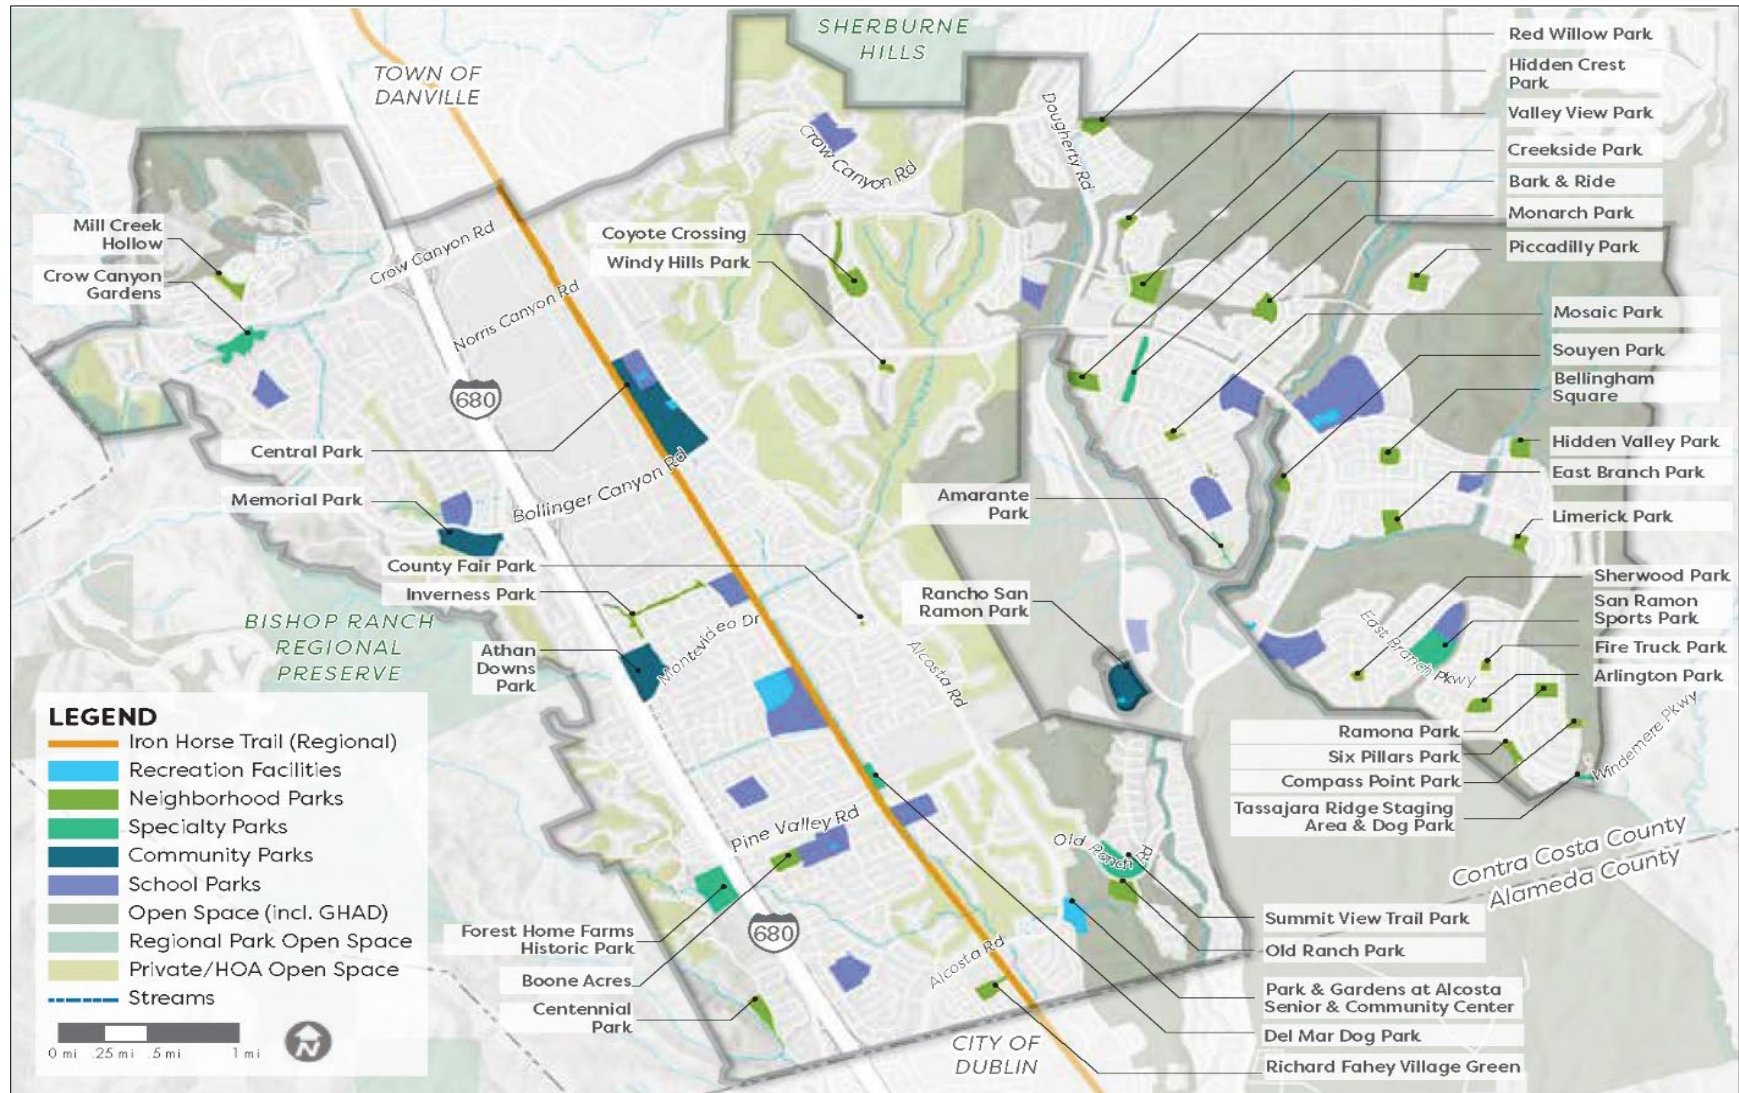 SHERBURNE
HILLS
TOWN OF
DANVILLE
Red Willow Park
Hidden Crest
Park
Valley View Park
Creekside Park
Bark & Ride
Monarch Park
Piccadilly Park
Mosaic Park
Souyen Park
Bellingham
Square
Hidden Valley Park
East Branch Park
Limerick Park
Sherwood Park
San Ramon
Sports Park
Fire Truck Park
Arlington Park
Ramona Park
Six Pillars Park
Compass Point Park
Tassajara Ridge Staging
Area & Dog Park
Mill Creek
Hollow
Crow Canyon
Gardens
Coyote Crossing
Windy Hills Park
Crow Canyon Rd
Crow Canyon Rd
Dougherty Rd
Norris Canyon Rd
680
Central Park
Memorial Park
Bollinger Canyon Rd
Amarante
Park
County Fair Park
Inverness Park
Rancho San
Ramon Park
BISHOP RANCH
REGIONAL
PRESERVE
Athan
Downs
Park
Montevideo Dr
Alcosta Rd
East Branch Pkwy
Windemere Pkwy
Contra Costa County
Alameda County
Pine Valley Rd
Old Ranch Rd
Forest Home Farms
Historic Park
680
Boone Acres
Centennial
Park
Alcosta Rd
CITY OF
DUBLIN
Summit View Trail Park
Old Ranch Park
Park & Gardens at Alcosta
Senior & Community Center
Del Mar Dog Park
Richard Fahey Village Green
LEGEND
Iron Horse Trail (Regional)
Recreation Facilities
Neighborhood Parks
Specialty Parks
Community Parks
School Parks
Open Space (incl. GHAD)
Regional Park Open Space
Private/HOA Open Space
Streams
0 mi .25 mi .5 mi 1 mi
N